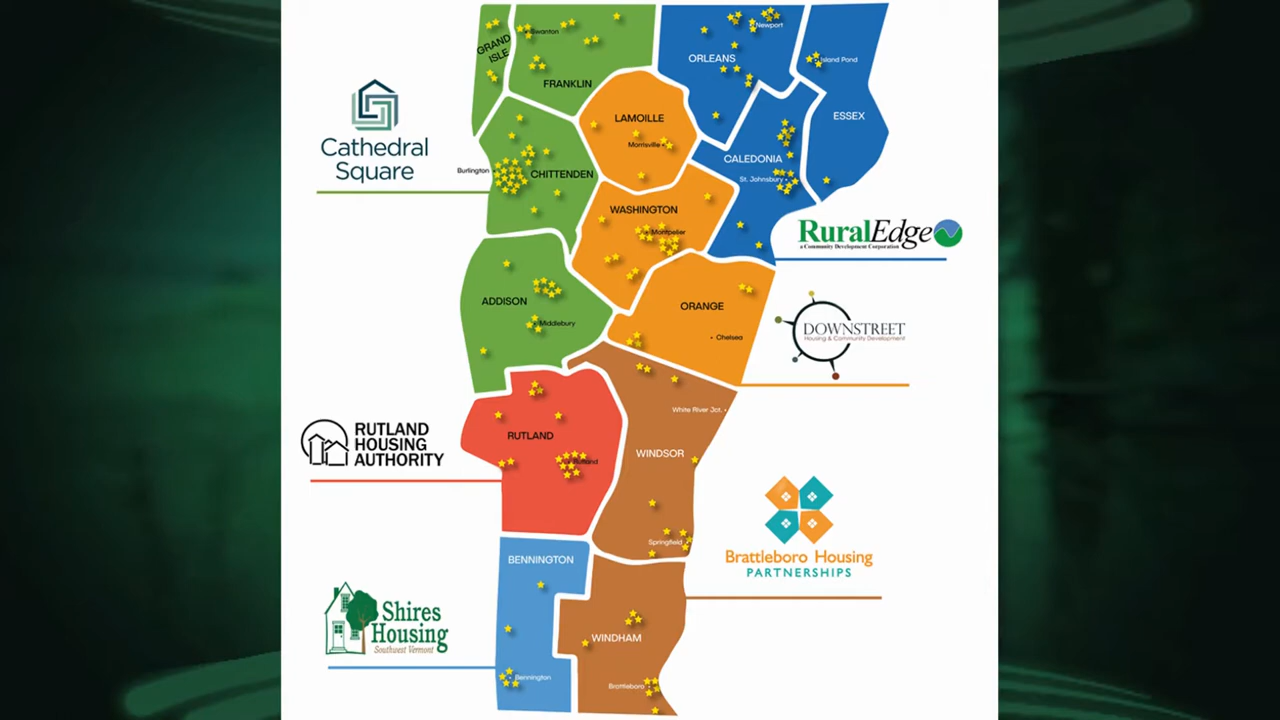 GRAND
ISLE
Swanton
FRANKLIN
ORLEANS
Newport
Island Pond
ESSEX
LAMOILLE
Morrisville
Cathedral
Square
Burlington
CHITTENDEN
CALEDONIA
St. Johnsbury
WASHINGTON
Montpelier
RuralEdge
a Community Development Corporation
ADDISON
Middlebury
ORANGE
Chelsea
DOWNSTREET
Housing & Community Development
RUTLAND
HOUSING
AUTHORITY
RUTLAND
Rutland
White River Jct.
WINDSOR
Springfield
Brattleboro Housing
PARTNERSHIPS
BENNINGTON
Shires
Housing
Southwest Vermont
Bennington
WINDHAM
Brattleboro